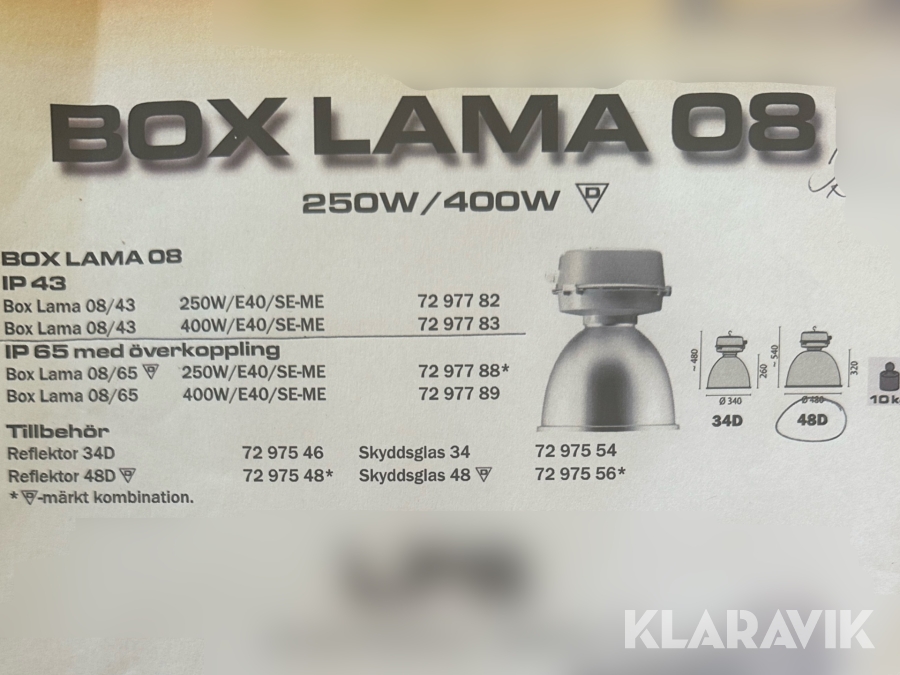 BOX LAMA 08
250W/400W D
BOX LAMA 08
IP 43
Box Lama 08/43 250W/E40/SE-ME 72 977 82
Box Lama 08/43 400W/E40/SE-ME 72 977 83
IP 65 med överkoppling
Box Lama 08/65 D 250W/E40/SE-ME 72 977 88*
Box Lama 08/65 400W/E40/SE-ME 72 977 89
~ 480
260
Ø 340
34D
~ 540
320
Ø 480
48D
10 k
Tillbehör
Reflektor 34D 72 975 46 Skyddsglas 34 72 975 54
Reflektor 48D D 72 975 48* Skyddsglas 48 D 72 975 56*
* D-märkt kombination.
KLARAVIK